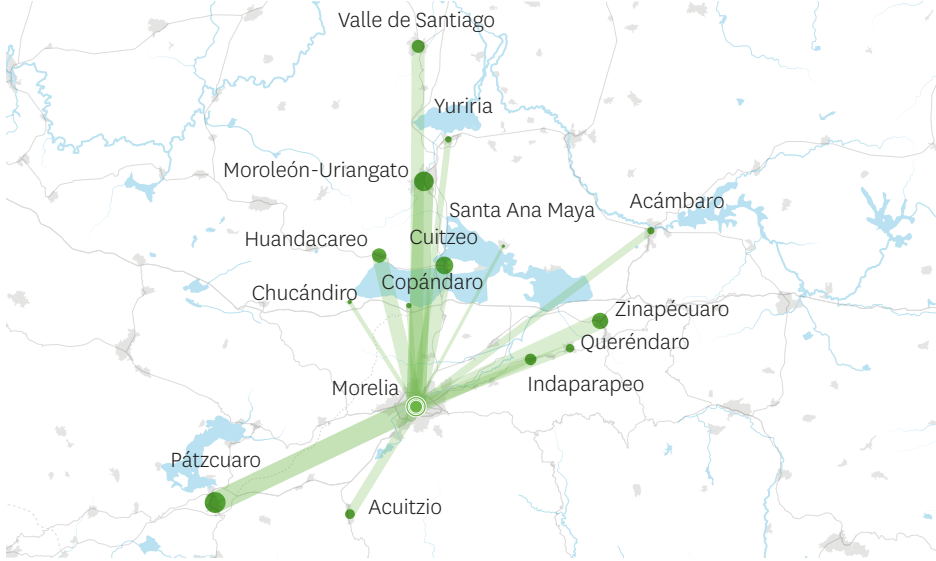 Valle de Santiago
Yuriria
Moroleón-Uriangato
Santa Ana Maya
Acámbaro
Huandacareo
Cuitzeo
Copándaro
Chucándiro
Zinapécuaro
Queréndaro
Indaparapeo
Morelia
Pátzcuaro
Acuitzio